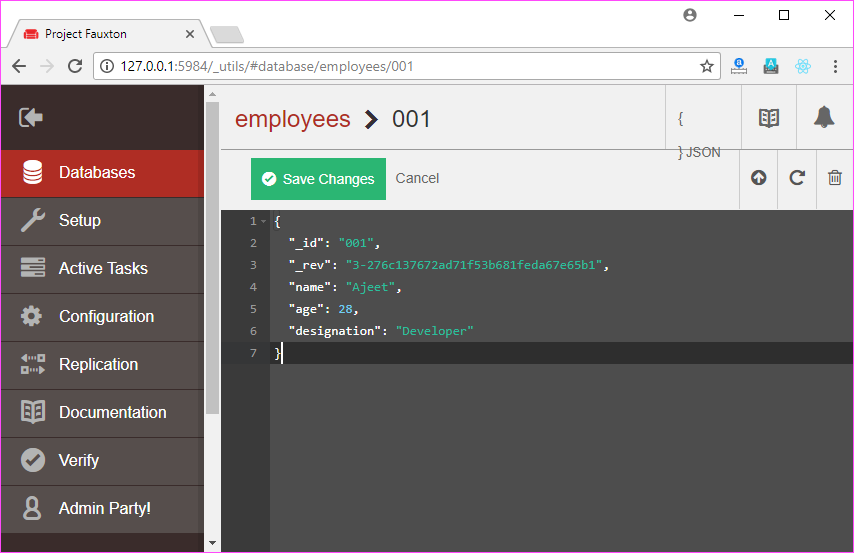 Project Fauxton
127.0.0.1:5984/_utils/#database/employees/001
employees 001
{
} JSON
Databases
Setup
Active Tasks
Configuration
Replication
Documentation
Verify
Admin Party!
Save Changes Cancel
1 {
2 "_id": "001",
3 "_rev": "3-276c137672ad71f53b681feda67e65b1",
4 "name": "Ajeet",
5 "age": 28,
6 "designation": "Developer"
7 }